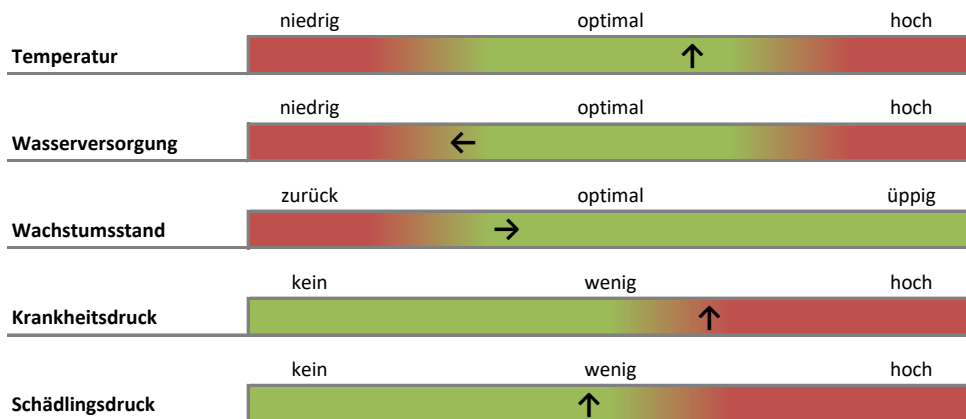 niedrig optimal hoch
Temperatur
niedrig optimal hoch
Wasserversorgung
zurück optimal üppig
Wachstumsstand
kein wenig hoch
Krankheitsdruck
kein wenig hoch
Schädlingsdruck